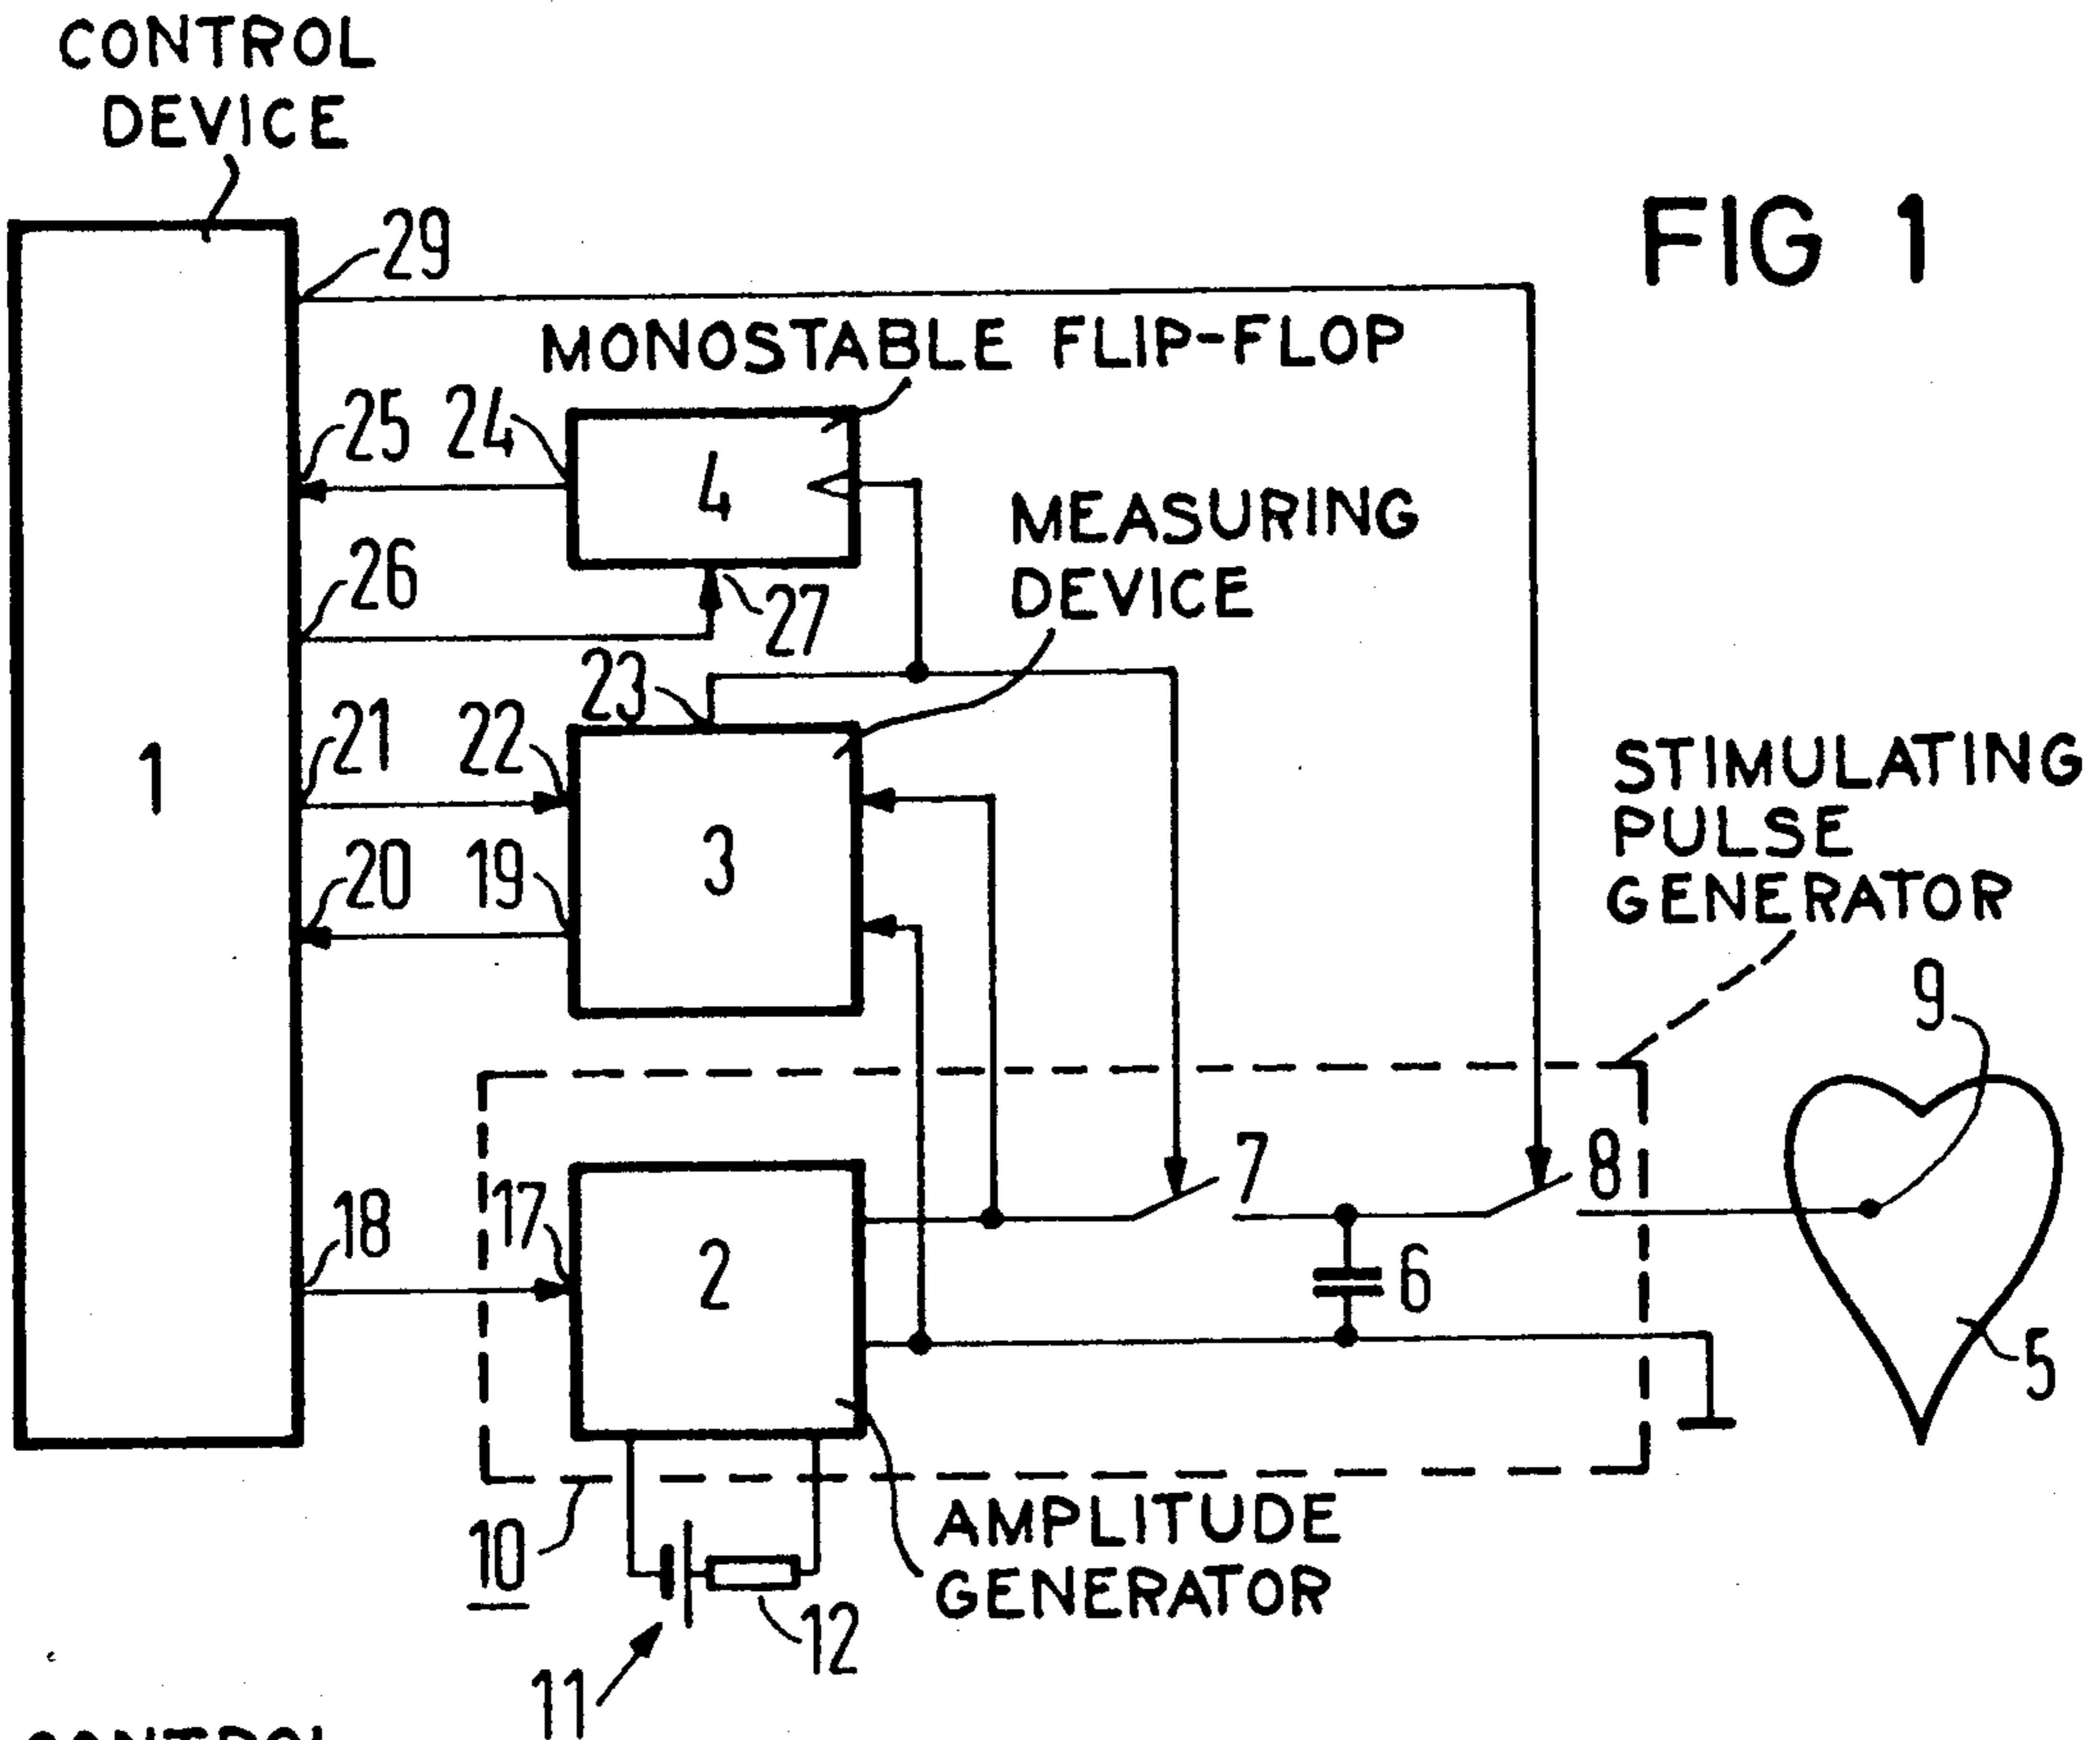 CONTROL
DEVICE
29
FIG 1
MONOSTABLE FLIP-FLOP
25
24
4
MEASURING
DEVICE
26
27
23
21
22
1
STIMULATING
PULSE
GENERATOR
3
20
19
9
7
8
18
17
2
6
5
10
AMPLITUDE
GENERATOR
12
11
CONTROL